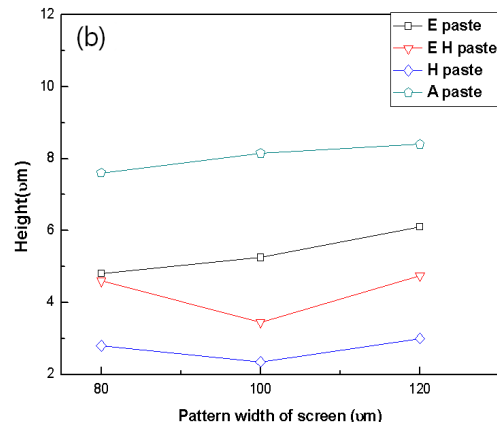 (b)
E paste
E H paste
H paste
A paste
12
10
8
6
4
2
Height(υm)
80
100
120
Pattern width of screen (υm)